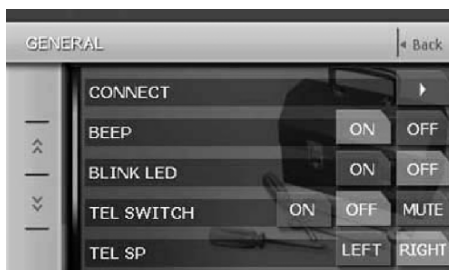 GENERAL Back
CONNECT
BEEP ON OFF
BLINK LED ON OFF
TEL SWITCH ON OFF MUTE
TEL SP LEFT RIGHT